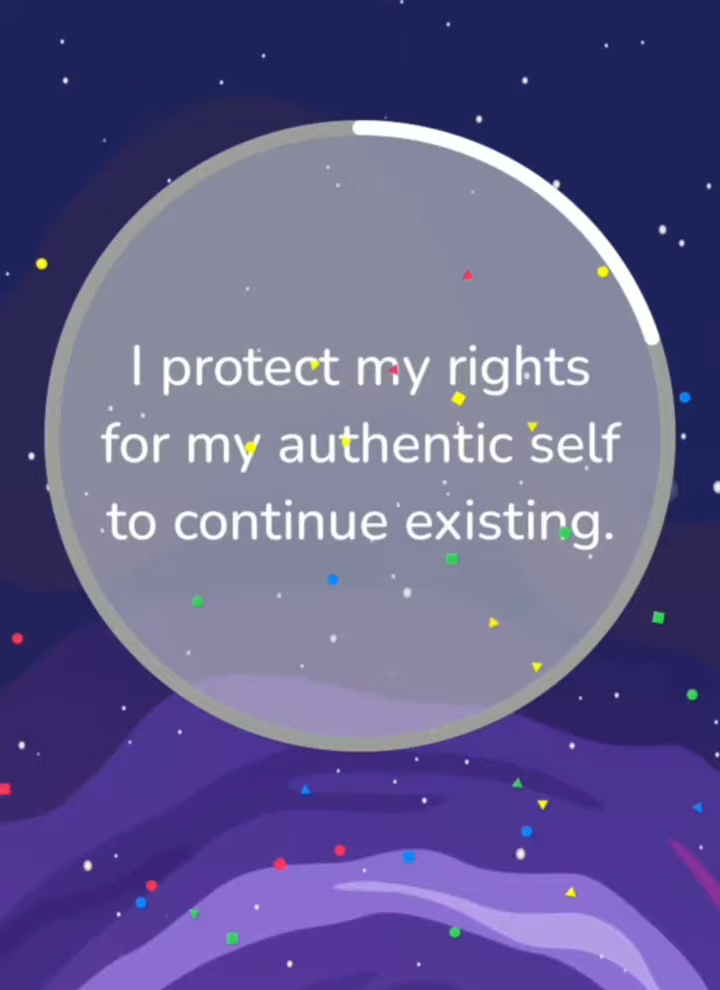 I protect my rights
for my authentic self
to continue existing.